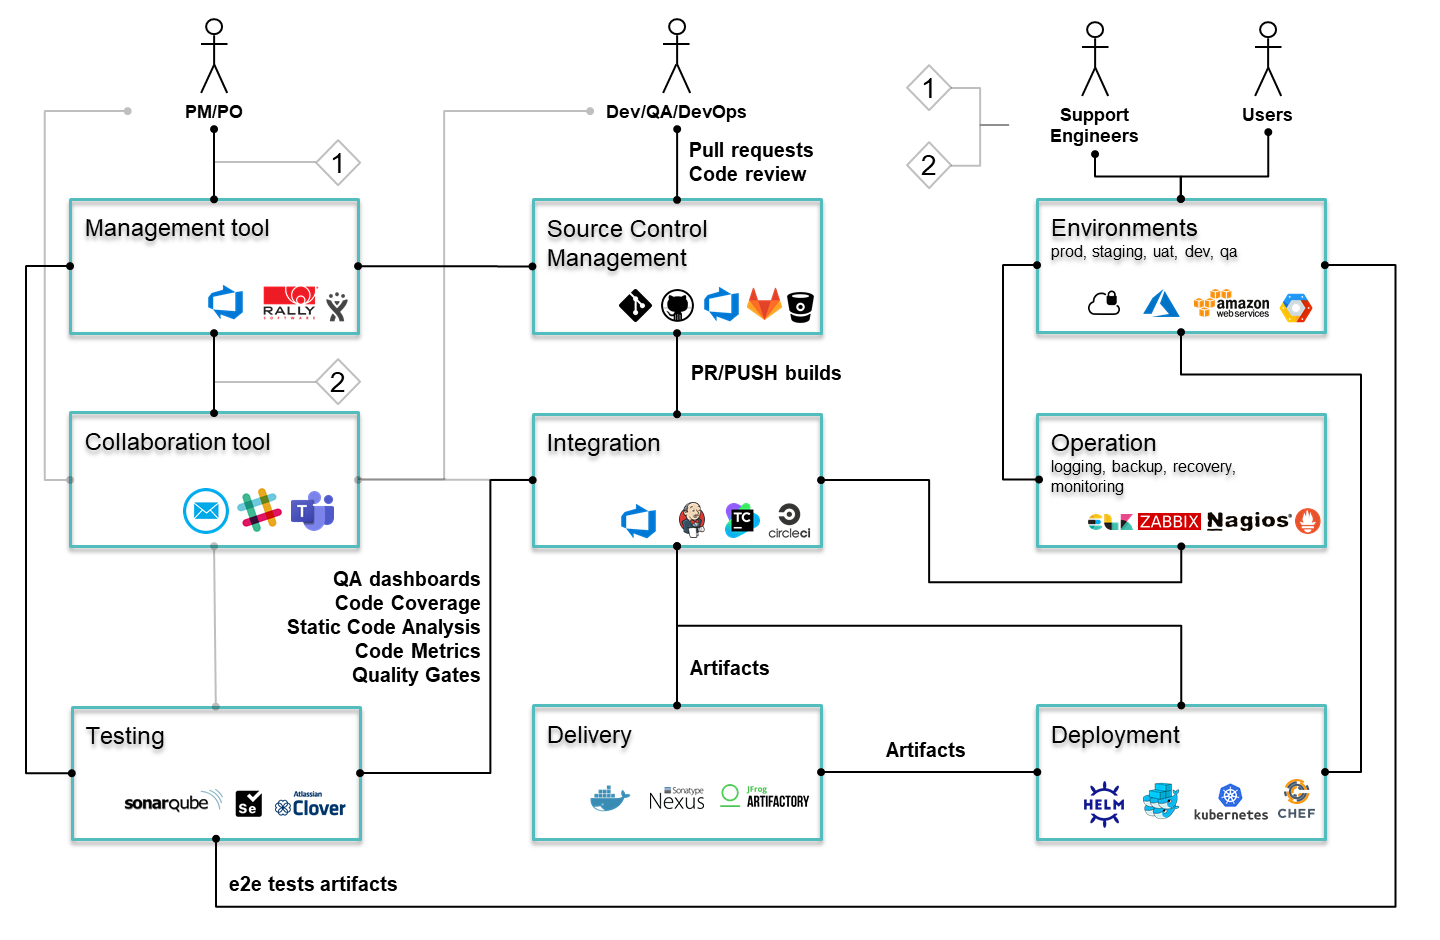 PM/PO
Dev/QA/DevOps
Support
Engineers
Users
1
2
1
Pull requests
Code review
Management tool
RALLY
SOFTWARE
Source Control
Management
Environments
prod, staging, uat, dev, qa
amazon
webservices
2
PR/PUSH builds
Collaboration tool
T
Integration
TC
circleci
Operation
logging, backup, recovery,
monitoring
ELK
ZABBIX
Nagios®
QA dashboards
Code Coverage
Static Code Analysis
Code Metrics
Quality Gates
Artifacts
Testing
sonarqube
Se
Atlassian
Clover
Delivery
Sonatype
Nexus
JFrog
ARTIFACTORY
Artifacts
Deployment
HELM
kubernetes
CHEF
e2e tests artifacts